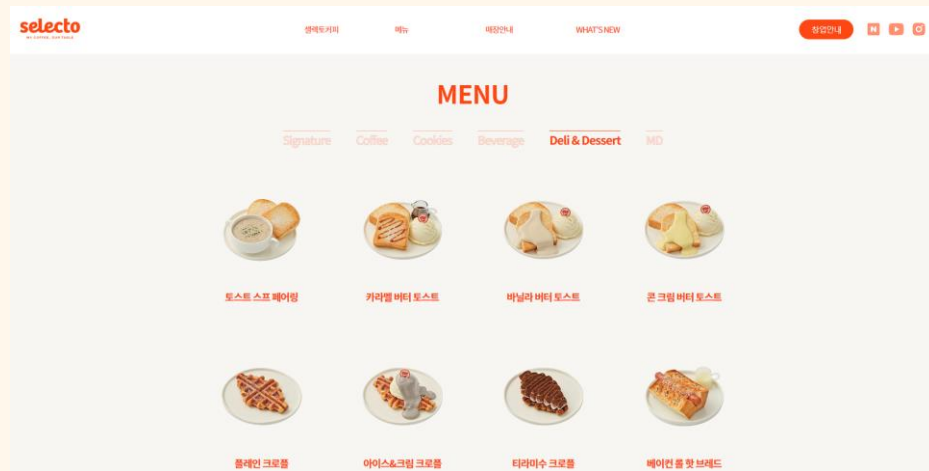 selecto
셀렉토커피 메뉴 매장안내 WHAT'S NEW 창업안내
MENU
Signature Coffee Cookies Beverage Deli & Dessert MD
토스트 스프 페어링 카라멜 버터 토스트 바닐라 버터 토스트 콘 크림 버터 토스트
플레인 크로플 아이스&크림 크로플 티라미수 크로플 베이컨 롤 핫 브레드